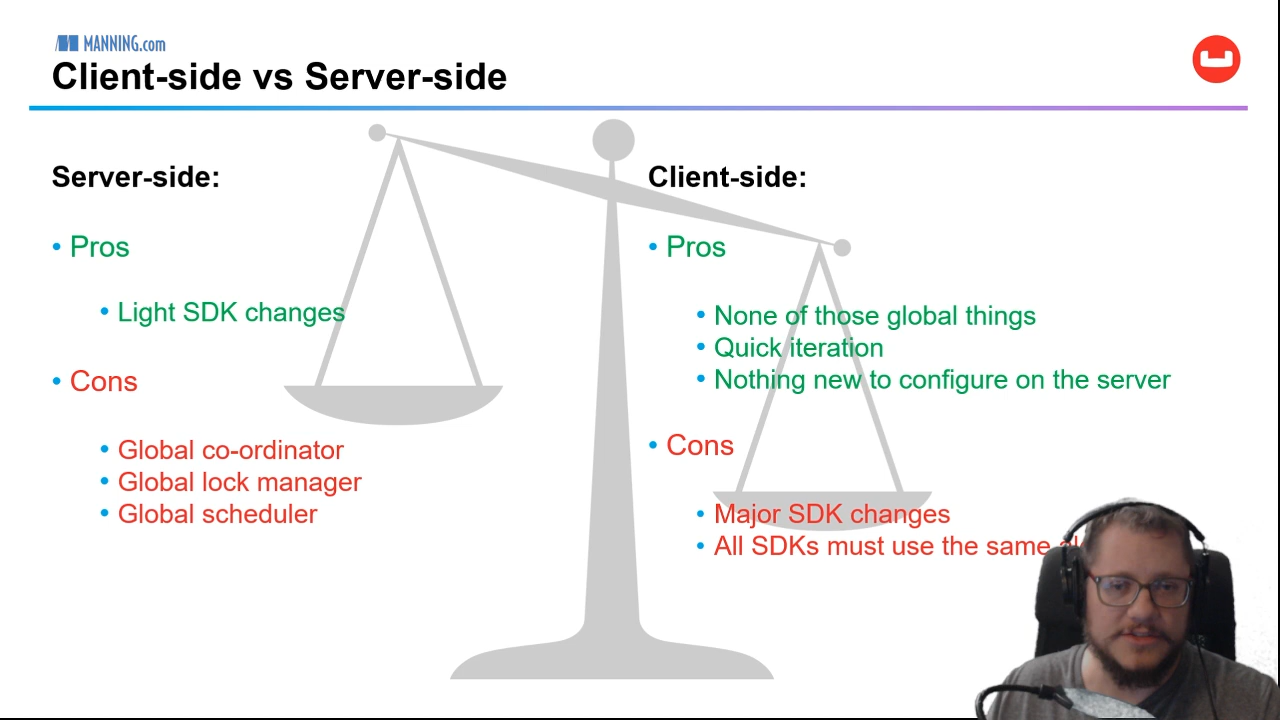 MANNING.com
Client-side vs Server-side
Server-side:
• Pros
• Light SDK changes
• Cons
• Global co-ordinator
• Global lock manager
• Global scheduler
Client-side:
• Pros
• None of those global things
• Quick iteration
• Nothing new to configure on the server
• Cons
• Major SDK changes
• All SDKs must use the same